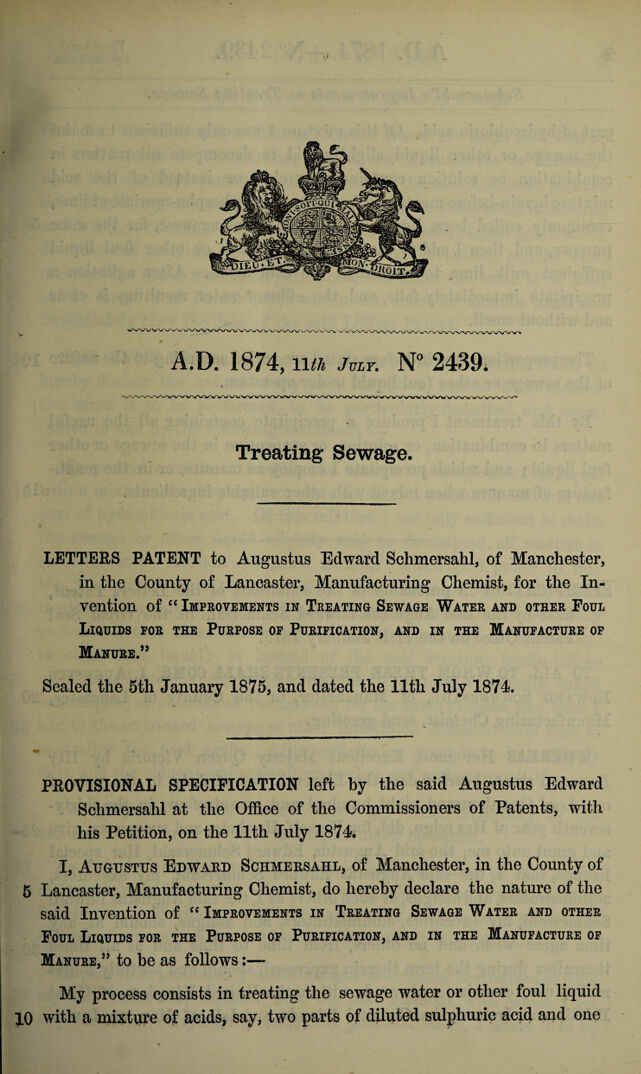 HONI SOIT QUI MAL
DIEU ET MON DROIT
A.D. 1874, 11th July. N° 2439.
Treating Sewage.
LETTERS PATENT to Augustus Edward Schmersahl, of Manchester,
in the County of Lancaster, Manufacturing Chemist, for the In-
vention of “Improvements in Treating Sewage Water and other Foul
Liquids for the Purpose of Purification, and in the Manufacture of
Manure.”
Sealed the 5th January 1875, and dated the 11th July 1874.
PROVISIONAL SPECIFICATION left by the said Augustus Edward
Schmersahl at the Office of the Commissioners of Patents, with
his Petition, on the 11th July 1874.
I, Augustus Edward Schmersahl, of Manchester, in the County of
5 Lancaster, Manufacturing Chemist, do hereby declare the nature of the
said Invention of “Improvements in Treating Sewage Water and other
Foul Liquids for the Purpose of Purification, and in the Manufacture of
Manure,” to be as follows:—
My process consists in treating the sewage water or other foul liquid
10 with a mixture of acids, say, two parts of diluted sulphuric acid and one